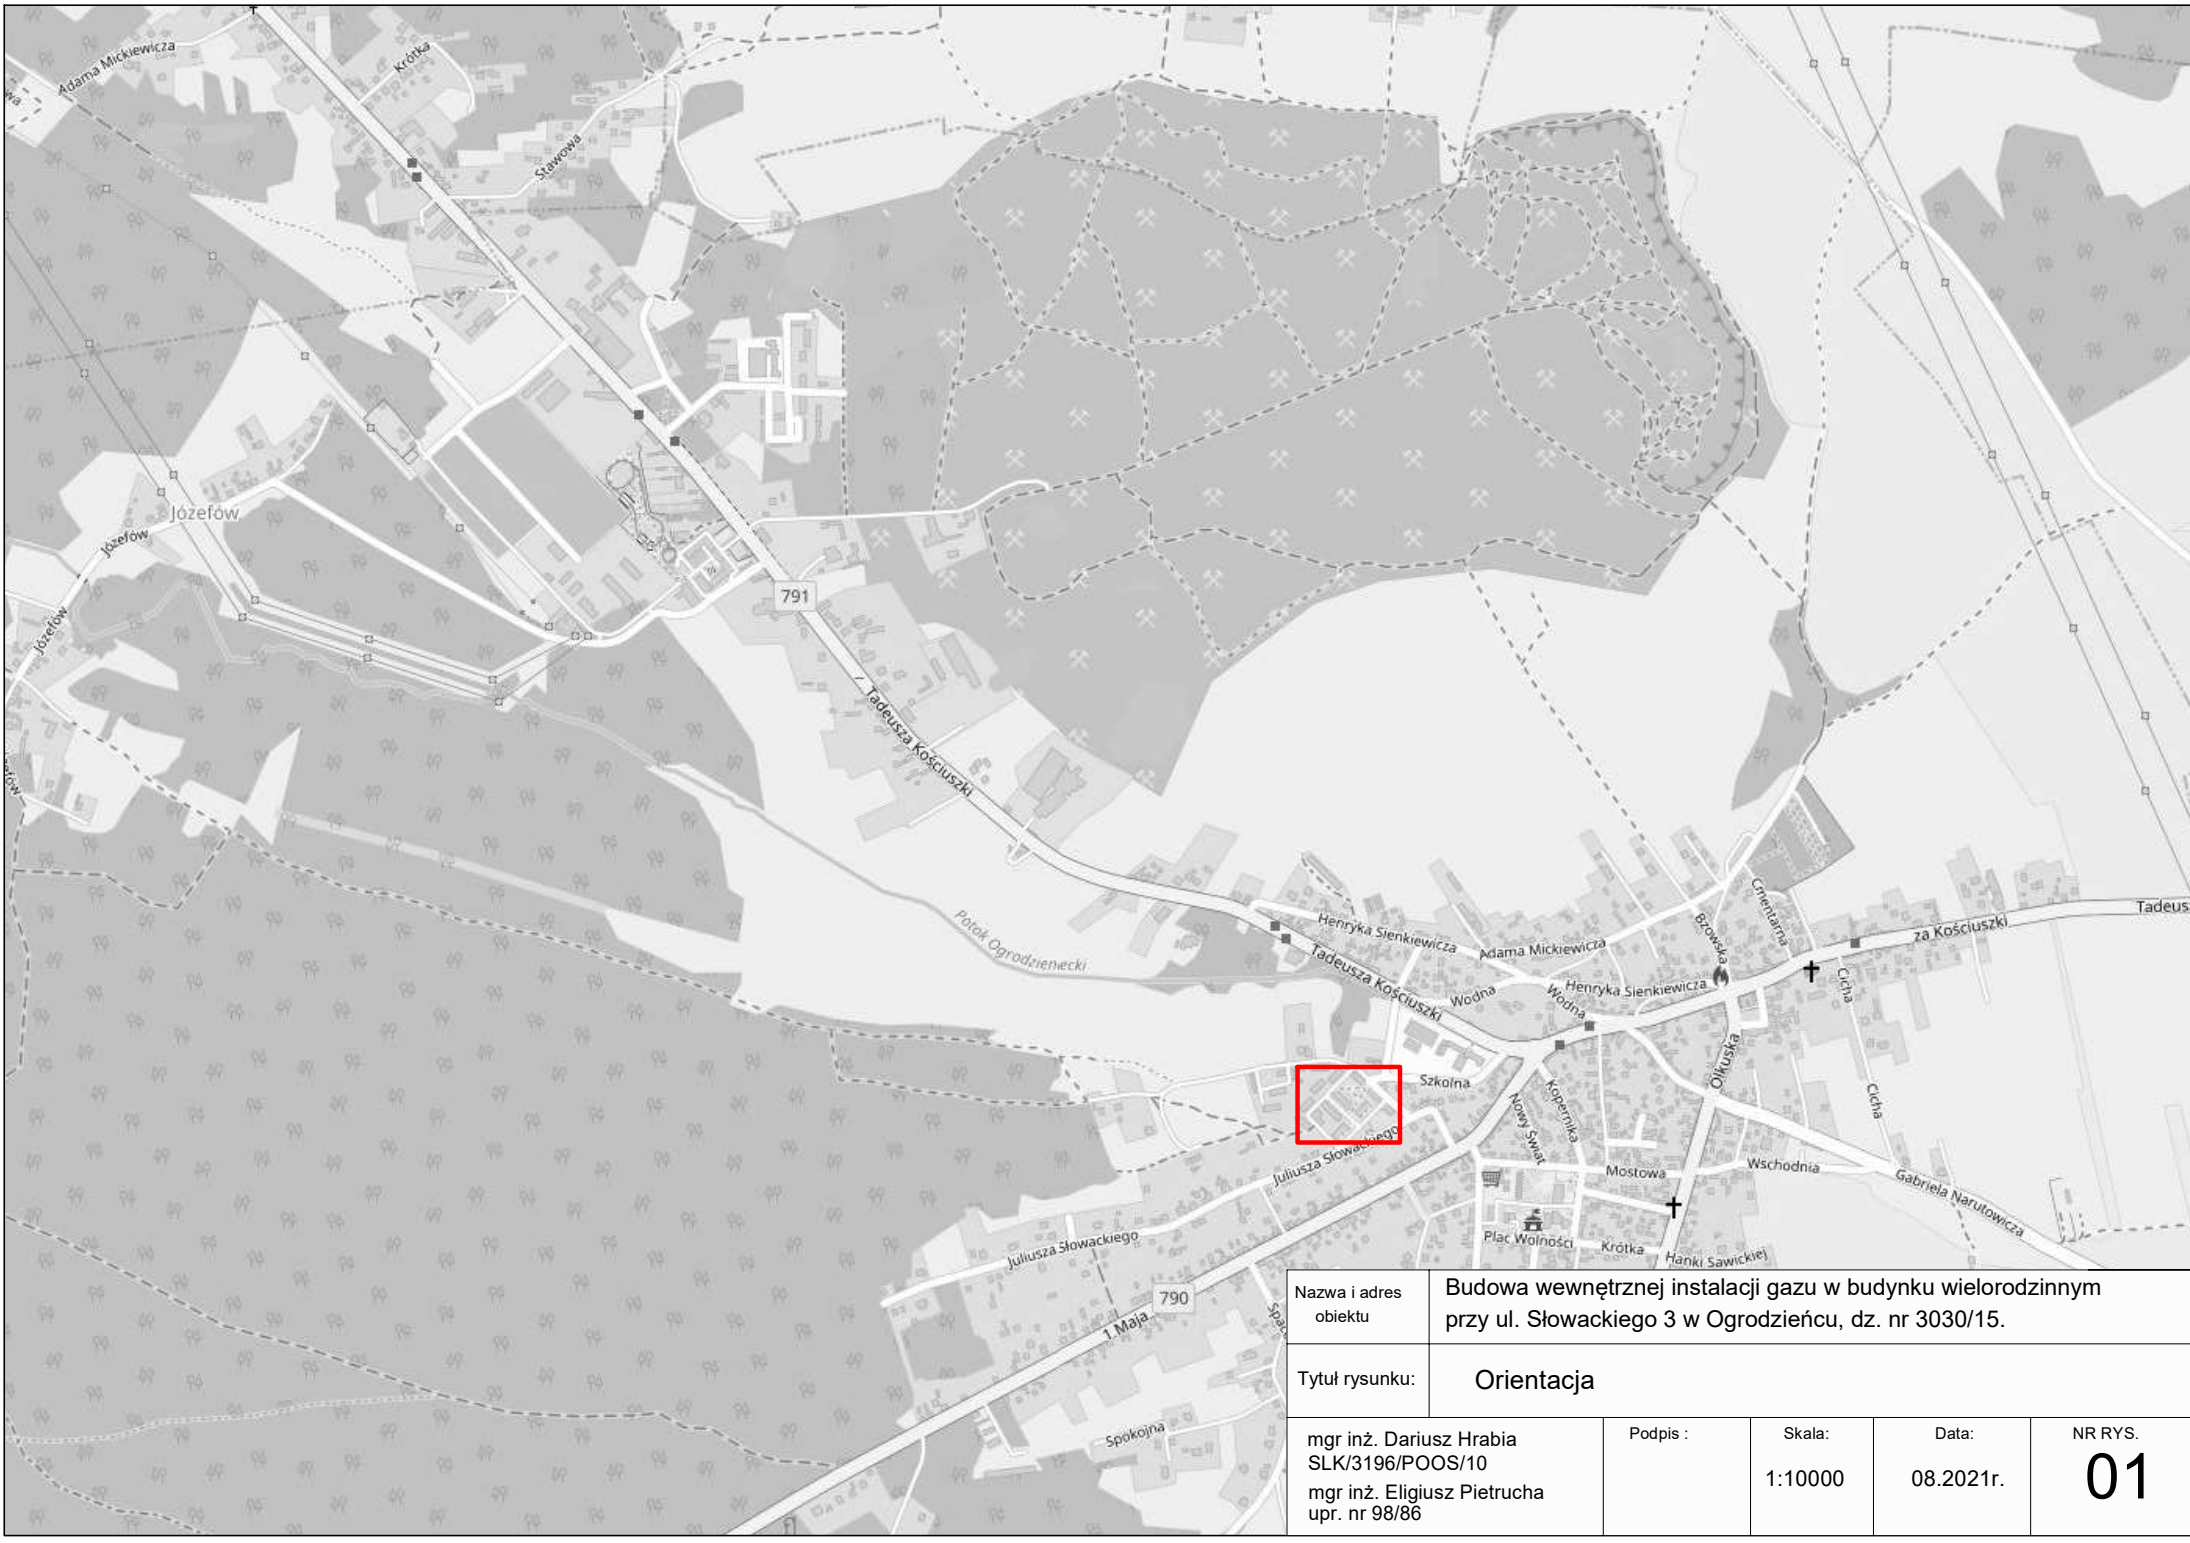 Adama Mickiewicza
Krótka
Stawowa
Józefów
Józefów
Józefów
791
Tadeusza Kościuszki
Potok Ogrodzieniecki
Henryka Sienkiewicza
Adama Mickiewicza
Bzowska
Cmentarna
za Kościuszki
Tadeus
Tadeusza Kościuszki
Wodna
Wodna
Henryka Sienkiewicza
Cicha
Olkuska
Szkolna
Kopernika
Nowy Świat
Cicha
Juliusza Słowackiego
Mostowa
Wschodnia
Gabriela Narutowicza
Juliusza Słowackiego
Plac Wolności
Krótka
Hanki Sawickiej
790
1 Maja
Spokojna
Nazwa i adres
obiektu
Budowa wewnętrznej instalacji gazu w budynku wielorodzinnym
przy ul. Słowackiego 3 w Ogrodzieńcu, dz. nr 3030/15.
Tytuł rysunku:
Orientacja
mgr inż. Dariusz Hrabia
SLK/3196/POOS/10
mgr inż. Eligiusz Pietrucha
upr. nr 98/86
Podpis :
Skala:
1:10000
Data:
08.2021r.
NR RYS.
01